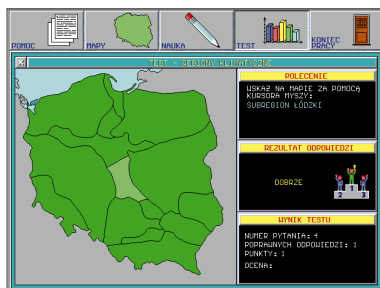 POMOC
MAPY
NAUKA
TEST
KONIEC
PRACY
TEST - REGIONY KLIMATYCZNE
POLECENIE
WSKAŻ NA MAPIE ZA POMOCĄ
KURSORA MYSZY:
SUBREGION ŁÓDZKI
REZULTAT ODPOWIEDZI
DOBRZE
1
2
3
WYNIK TESTU
NUMER PYTANIA: 4
POPRAWNYCH ODPOWIEDZI: 1
PUNKTY: 1
OCENA: